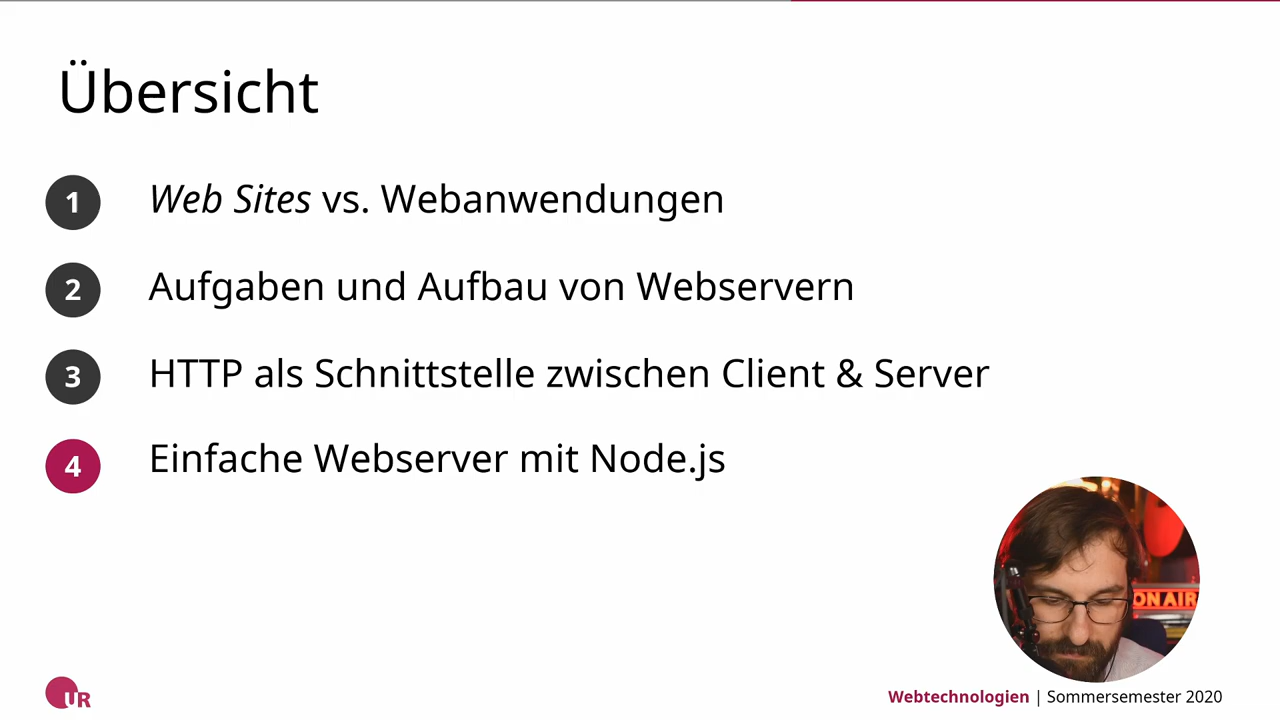 Übersicht
1 Web Sites vs. Webanwendungen
2 Aufgaben und Aufbau von Webservern
3 HTTP als Schnittstelle zwischen Client & Server
4 Einfache Webserver mit Node.js
ON AIR
UR
Webtechnologien | Sommersemester 2020